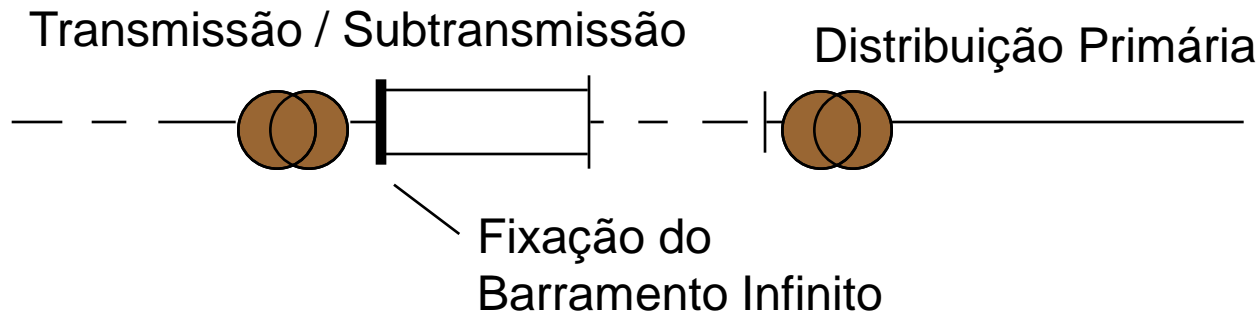 Transmissão / Subtransmissão
Distribuição Primária
Fixação do
Barramento Infinito